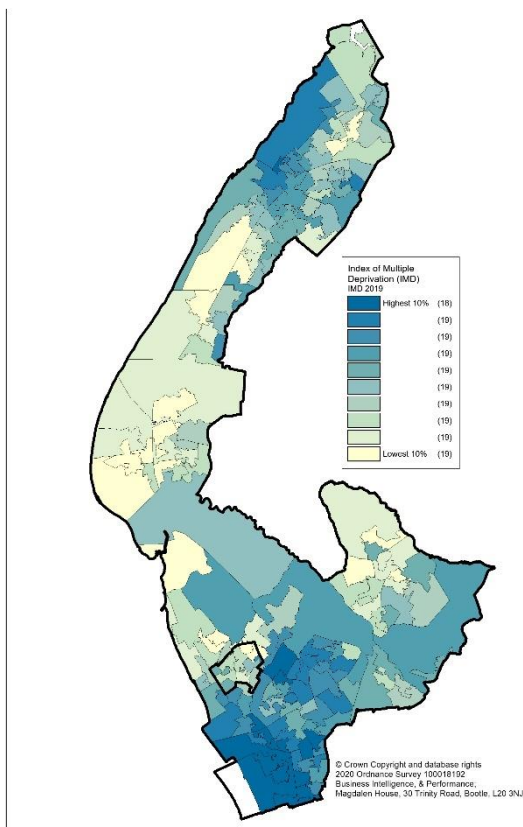 Index of Multiple
Deprivation (IMD)
IMD 2019
Highest 10% (18)
(19)
(19)
(19)
(19)
(19)
(19)
(19)
(19)
Lowest 10% (19)
© Crown Copyright and database rights
2020 Ordnance Survey 100018192
Business Intelligence, & Performance,
Magdalen House, 30 Trinity Road, Bootle, L20 3NJ